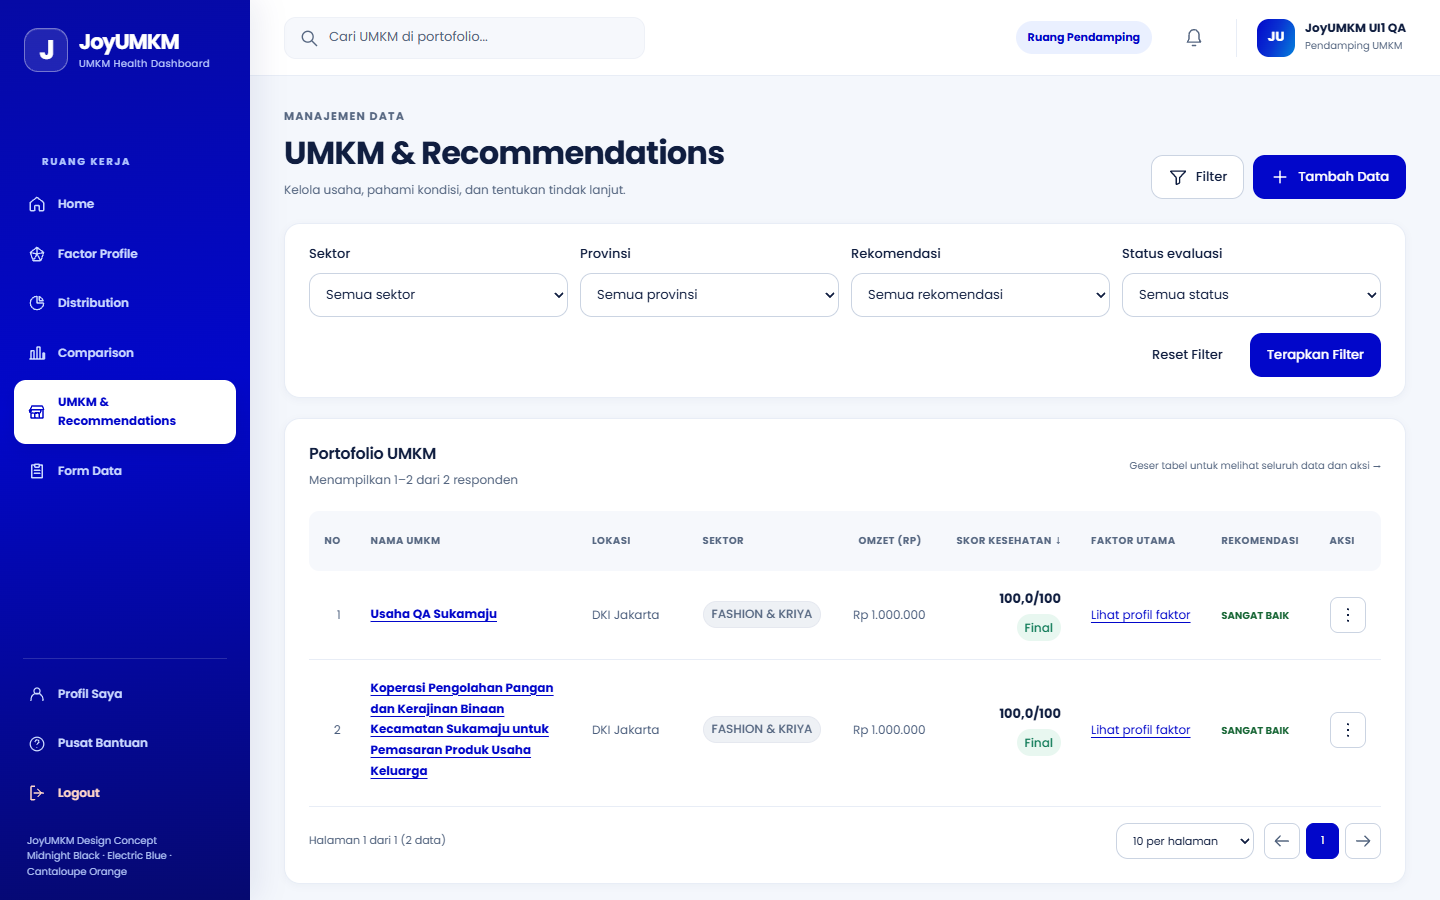 J
JoyUMKM
UMKM Health Dashboard
RUANG KERJA
Home
Factor Profile
Distribution
Comparison
UMKM &
Recommendations
Form Data
Profil Saya
Pusat Bantuan
Logout
JoyUMKM Design Concept
Midnight Black · Electric Blue ·
Cantaloupe Orange
Cari UMKM di portofolio...
Ruang Pendamping
JU
JoyUMKM UI1 QA
Pendamping UMKM
MANAJEMEN DATA
UMKM & Recommendations
Kelola usaha, pahami kondisi, dan tentukan tindak lanjut.
Filter
+ Tambah Data
Sektor
Provinsi
Rekomendasi
Status evaluasi
Semua sektor
Semua provinsi
Semua rekomendasi
Semua status
Reset Filter
Terapkan Filter
Portofolio UMKM
Menampilkan 1–2 dari 2 responden
Geser tabel untuk melihat seluruh data dan aksi →
NO NAMA UMKM LOKASI SEKTOR OMZET (RP) SKOR KESEHATAN ↓ FAKTOR UTAMA REKOMENDASI AKSI
1 Usaha QA Sukamaju DKI Jakarta FASHION & KRIYA Rp 1.000.000 100,0/100 Lihat profil faktor SANGAT BAIK
Final
2 Koperasi Pengolahan Pangan
dan Kerajinan Binaan
Kecamatan Sukamaju untuk
Pemasaran Produk Usaha
Keluarga
DKI Jakarta FASHION & KRIYA Rp 1.000.000 100,0/100 Lihat profil faktor SANGAT BAIK
Final
Halaman 1 dari 1 (2 data)
10 per halaman
← 1 →